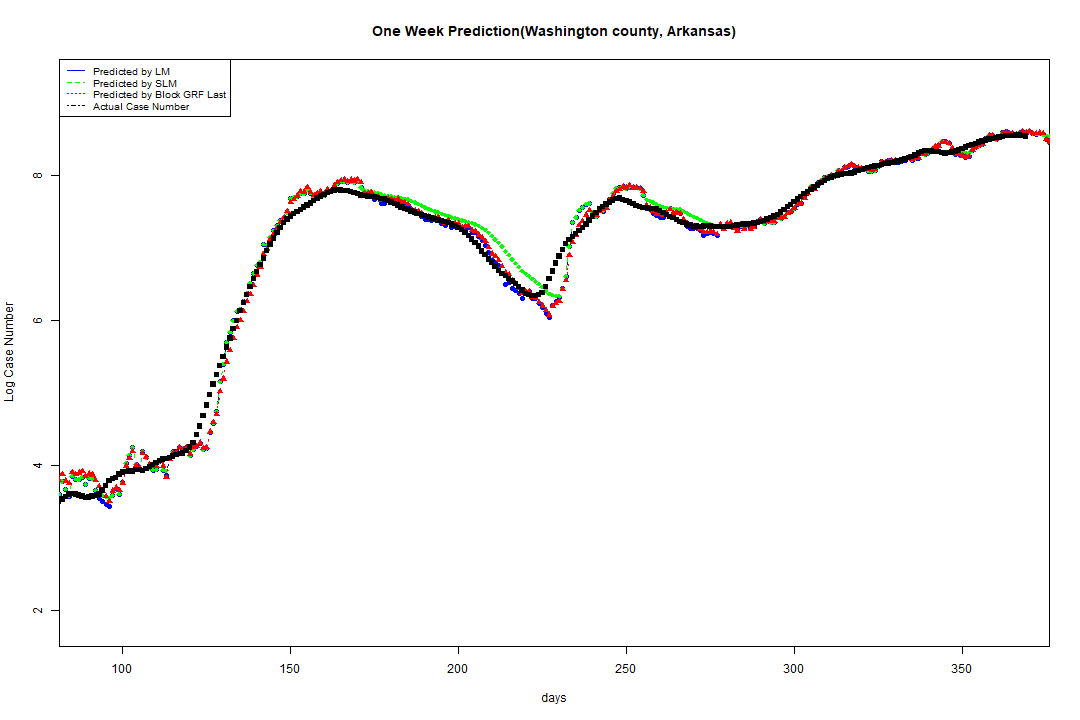 One Week Prediction(Washington county, Arkansas)
Predicted by LM
Predicted by SLM
Predicted by Block GRF Last
Actual Case Number
Log Case Number
8
6
4
2
100 150 200 250 300 350
days